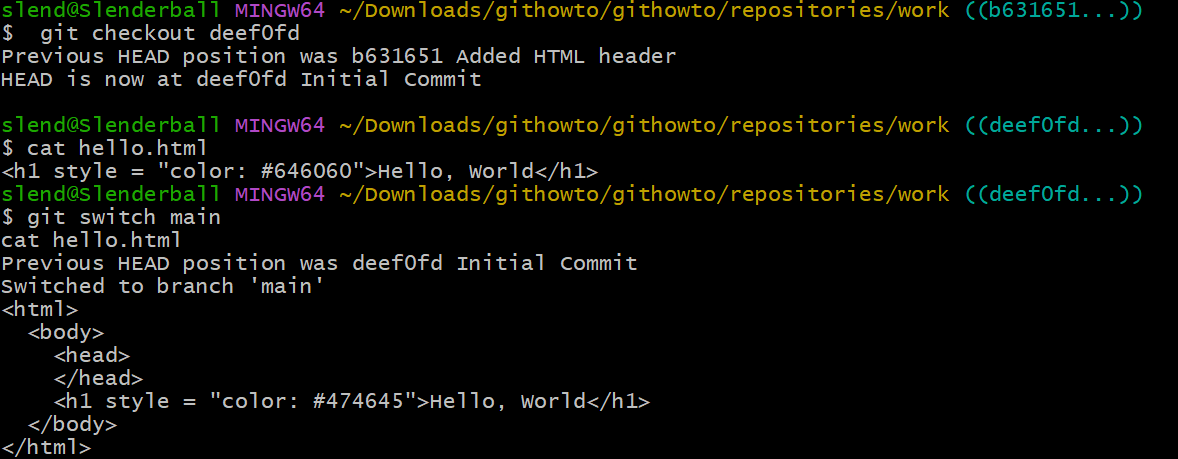 slend@Slenderball MINGW64 ~/Downloads/githowto/githowto/repositories/work ((b631651...))
$  git checkout deef0fd
Previous HEAD position was b631651 Added HTML header
HEAD is now at deef0fd Initial Commit
slend@Slenderball MINGW64 ~/Downloads/githowto/githowto/repositories/work ((deef0fd...))
$ cat hello.html
<h1 style = "color: #646060">Hello, World</h1>
slend@Slenderball MINGW64 ~/Downloads/githowto/githowto/repositories/work ((deef0fd...))
$ git switch main
cat hello.html
Previous HEAD position was deef0fd Initial Commit
Switched to branch 'main'
<html>
  <body>
    <head>
    </head>
    <h1 style = "color: #474645">Hello, World</h1>
  </body>
</html>